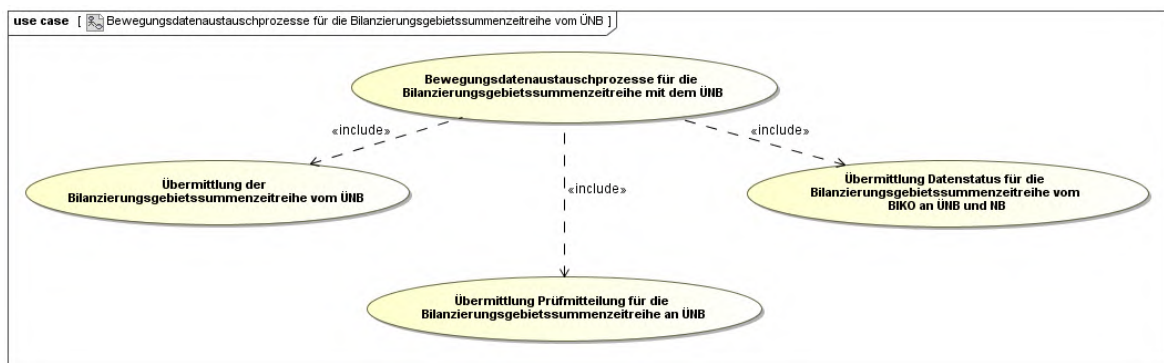 use case [ Bewegungsdatenaustauschprozesse für die Bilanzierungsgebietssummenzeitreihe vom ÜNB ]
Bewegungsdatenaustauschprozesse für die
Bilanzierungsgebietssummenzeitreihe mit dem ÜNB
«include»
«include»
«include»
Übermittlung der
Bilanzierungsgebietssummenzeitreihe vom ÜNB
Übermittlung Datenstatus für die
Bilanzierungsgebietssummenzeitreihe vom
BIKO an ÜNB und NB
Übermittlung Prüfmitteilung für die
Bilanzierungsgebietssummenzeitreihe an ÜNB